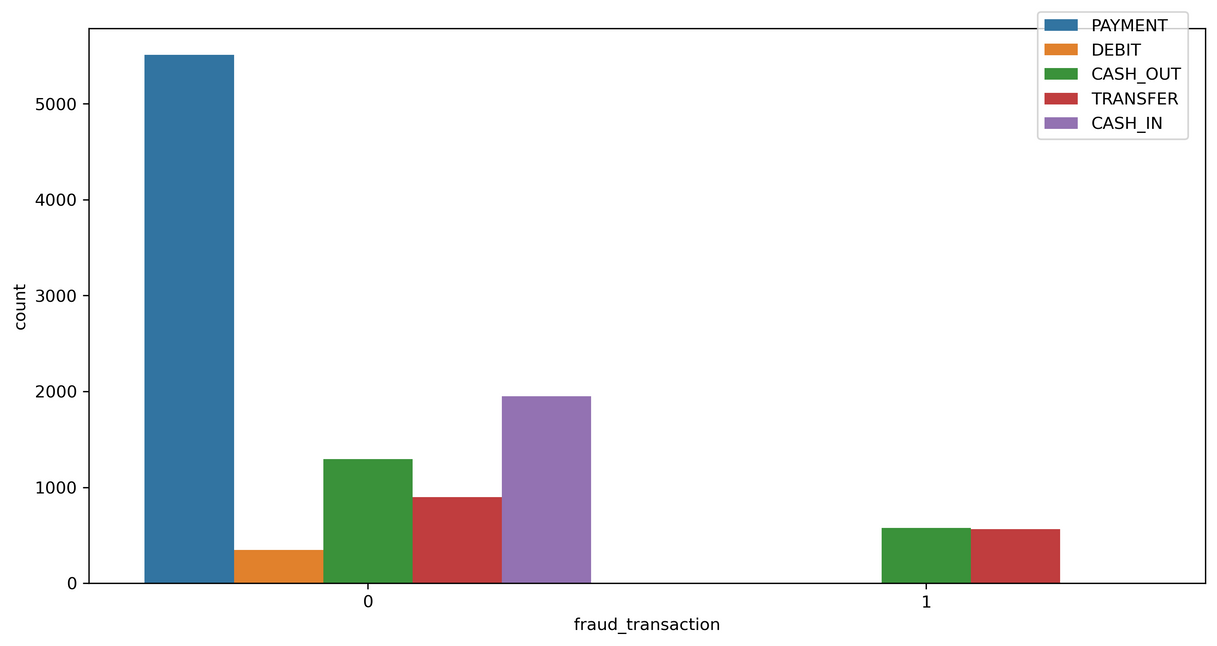 PAYMENT
DEBIT
CASH_OUT
TRANSFER
CASH_IN
5000
4000
3000
2000
1000
0
count
0 1
fraud_transaction